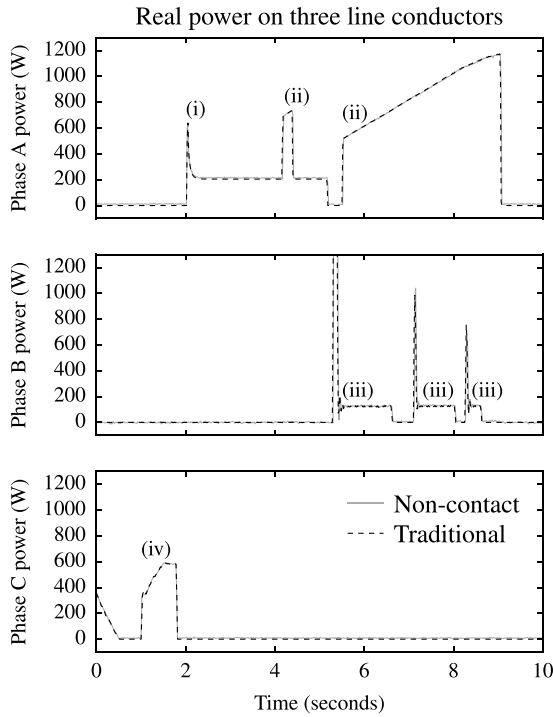 Real power on three line conductors
Phase A power (W)
1200
1000
800
600
400
200
0
(i)
(ii)
(ii)
Phase B power (W)
1200
1000
800
600
400
200
0
(iii)
(iii)
(iii)
Phase C power (W)
1200
1000
800
600
400
200
0
(iv)
Non-contact
Traditional
0
2
4
6
8
10
Time (seconds)